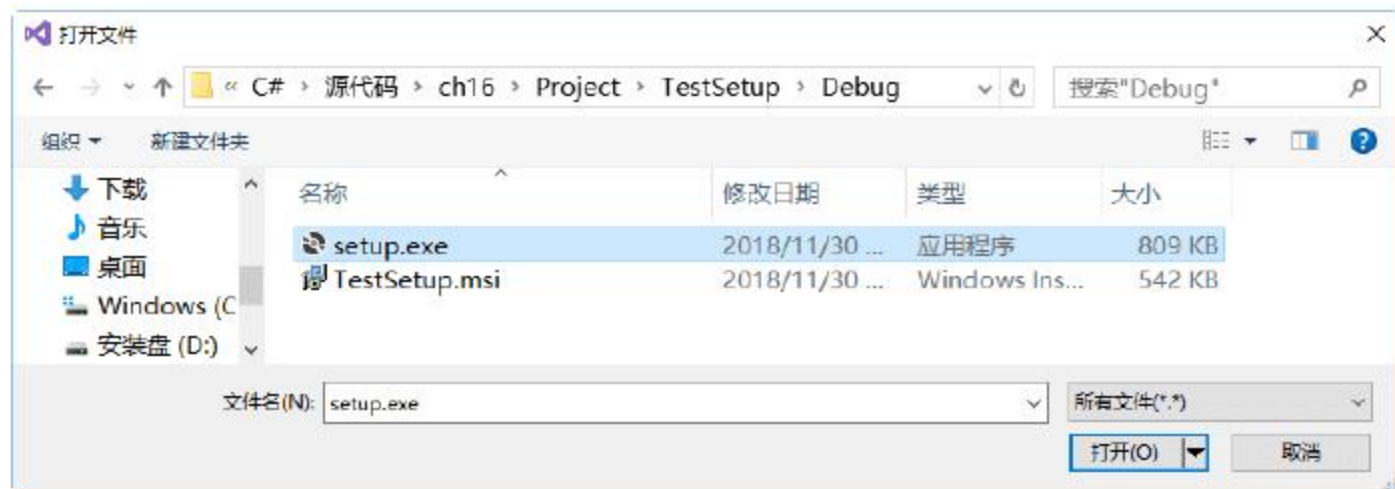 打开文件
« C# › 源代码 › ch16 › Project › TestSetup › Debug 搜索"Debug"
组织 新建文件夹
名称 修改日期 类型 大小
下载
音乐
桌面
Windows (C
安装盘 (D:)
setup.exe 2018/11/30 ... 应用程序 809 KB
TestSetup.msi 2018/11/30 ... Windows Ins... 542 KB
文件名(N): setup.exe 所有文件(*.*)
打开(O) 取消